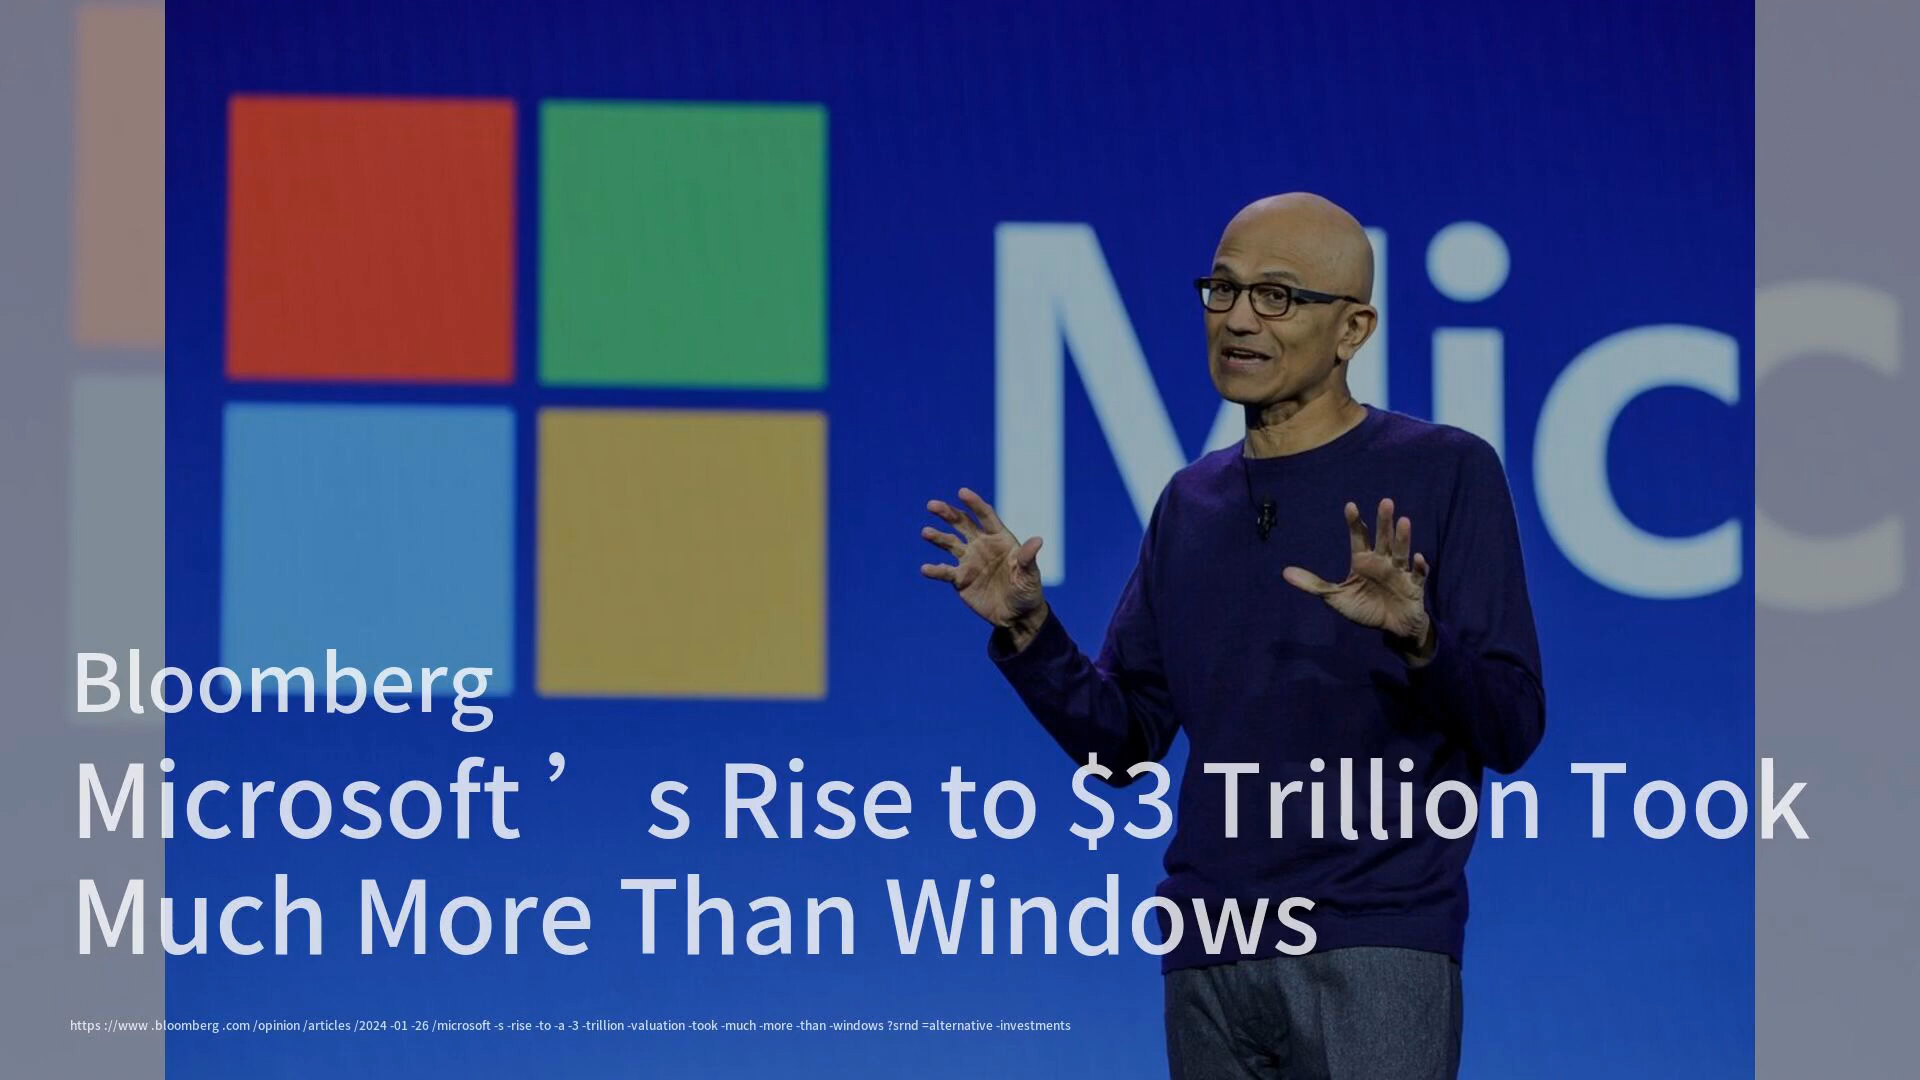 Mic
Bloomberg
Microsoft’s Rise to $3 Trillion Took
Much More Than Windows
https://www.bloomberg.com/opinion/articles/2024-01-26/microsoft-s-rise-to-a-3-trillion-valuation-took-much-more-than-windows?srnd=alternative-investments